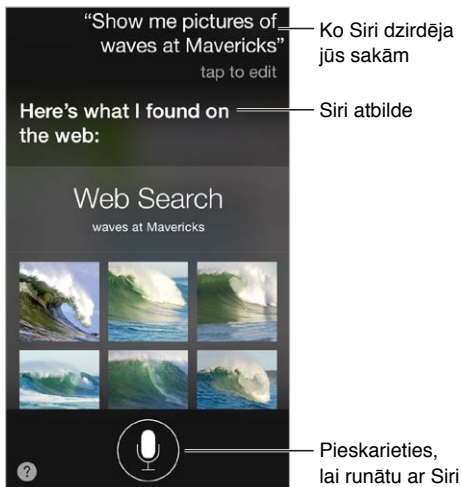 “Show me pictures of
waves at Mavericks”
tap to edit
Ko Siri dzirdēja
jūs sakām
Here’s what I found on
the web:
Siri atbilde
Web Search
waves at Mavericks
?
Pieskarieties,
lai runātu ar Siri